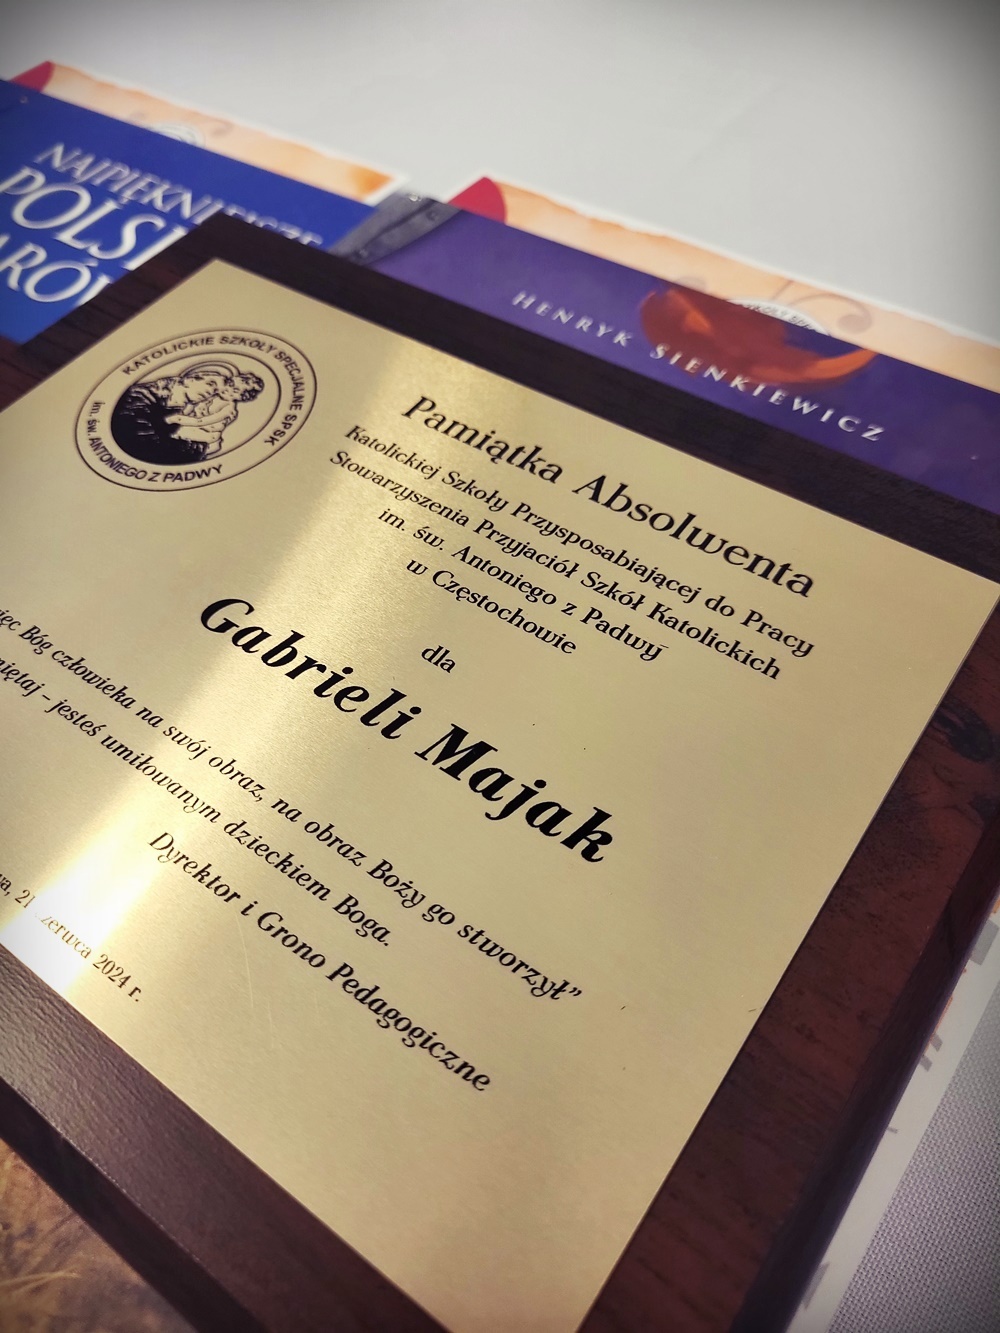 NAJPIĘKNIEJSZE
POLS
HENRYK SIENKIEWICZ
KATOLICKIE SZKOŁY SPECJALNE SPSK
im. św. ANTONIEGO Z PADWY
Pamiątka Absolwenta
Katolickiej Szkoły Przysposabiającej do Pracy
Stowarzyszenia Przyjaciół Szkół Katolickich
im. św. Antoniego z Padwy
w Częstochowie
dla
Gabrieli Majak
Bóg człowieka na swój obraz, na obraz Boży go stworzył”
- jesteś umiłowanym dzieckiem Boga.
Dyrektor i Grono Pedagogiczne
21 czerwca 2024 r.